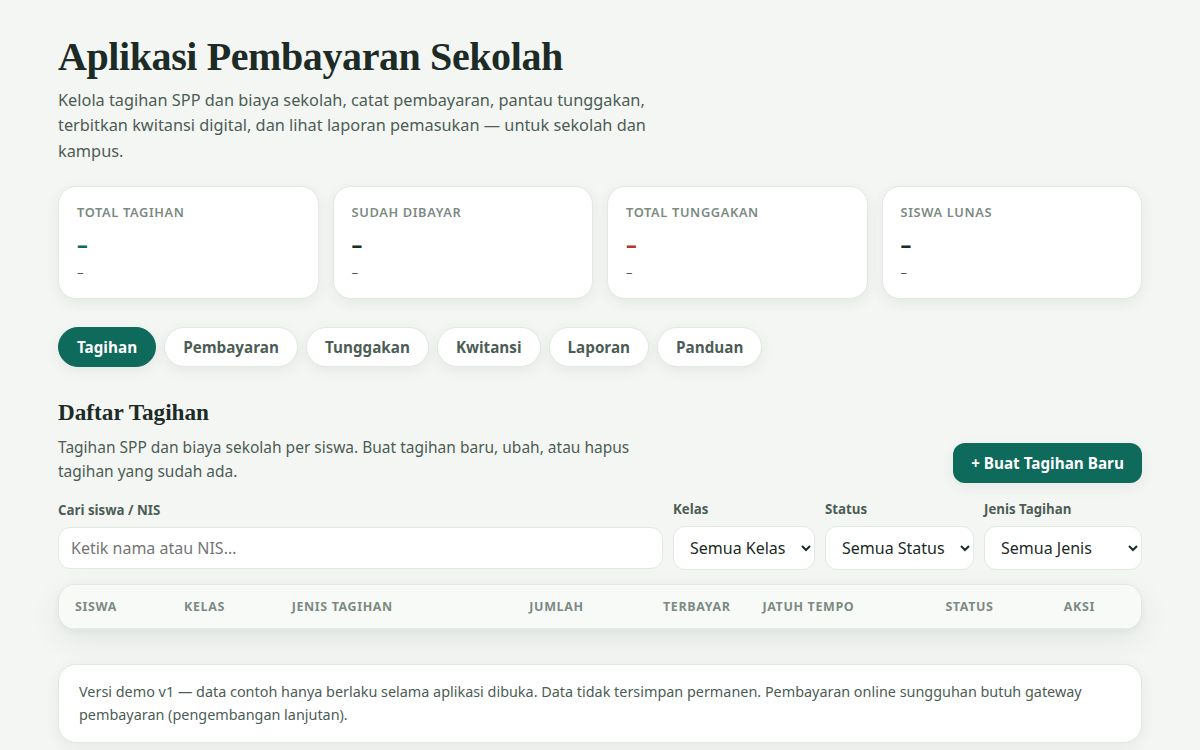 Aplikasi Pembayaran Sekolah
Kelola tagihan SPP dan biaya sekolah, catat pembayaran, pantau tunggakan,
terbitkan kwitansi digital, dan lihat laporan pemasukan — untuk sekolah dan
kampus.
TOTAL TAGIHAN
–
–
SUDAH DIBAYAR
–
–
TOTAL TUNGGAKAN
–
–
SISWA LUNAS
–
–
Tagihan Pembayaran Tunggakan Kwitansi Laporan Panduan
Daftar Tagihan
Tagihan SPP dan biaya sekolah per siswa. Buat tagihan baru, ubah, atau hapus
tagihan yang sudah ada.
+ Buat Tagihan Baru
Cari siswa / NIS
Ketik nama atau NIS...
Kelas
Semua Kelas
Status
Semua Status
Jenis Tagihan
Semua Jenis
SISWA KELAS JENIS TAGIHAN JUMLAH TERBAYAR JATUH TEMPO STATUS AKSI
Versi demo v1 — data contoh hanya berlaku selama aplikasi dibuka. Data tidak tersimpan permanen. Pembayaran online sungguhan butuh gateway
pembayaran (pengembangan lanjutan).